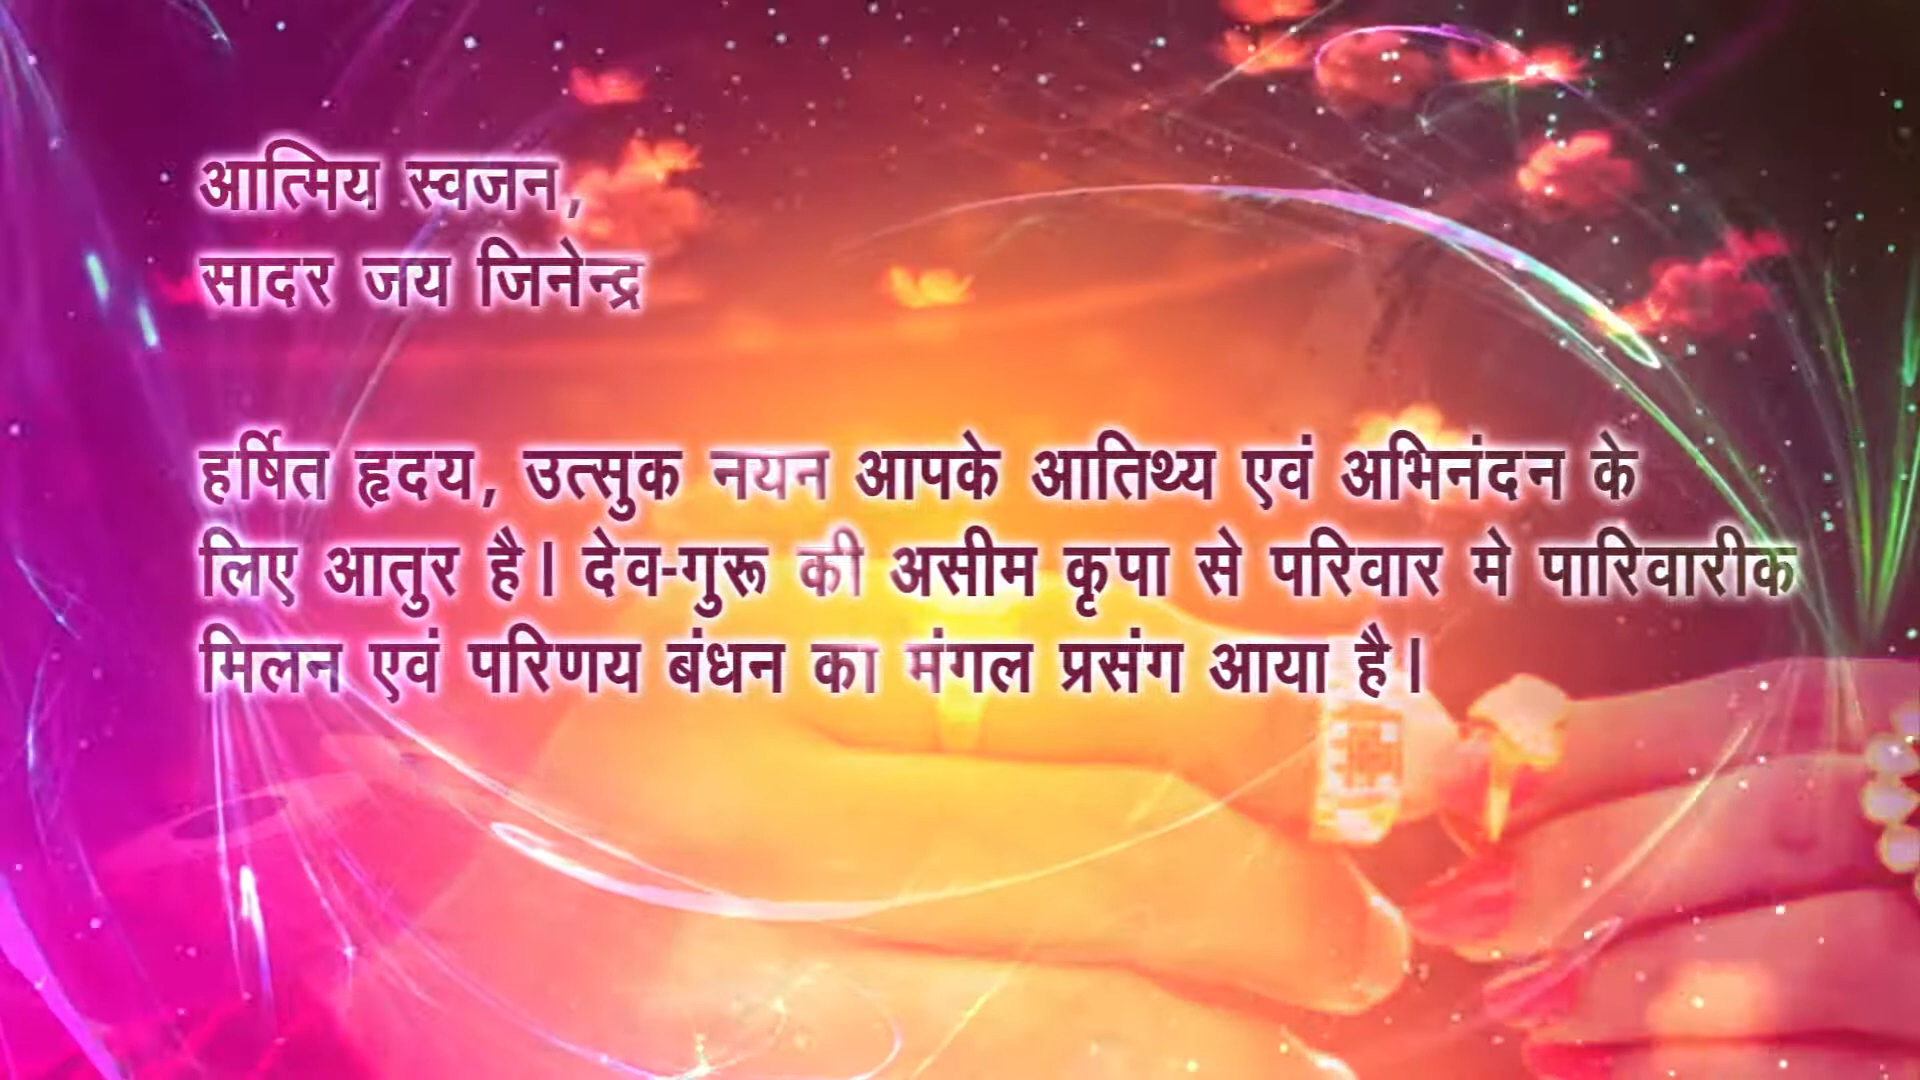 आत्मिय स्वजन,
सादर जय जिनेन्द्र
हर्षित हृदय, उत्सुक नयन आपके आतिथ्य एवं अभिनंदन के
लिए आतुर है। देव-गुरू की असीम कृपा से परिवार मे पारिवारीक
मिलन एवं परिणय बंधन का मंगल प्रसंग आया है।